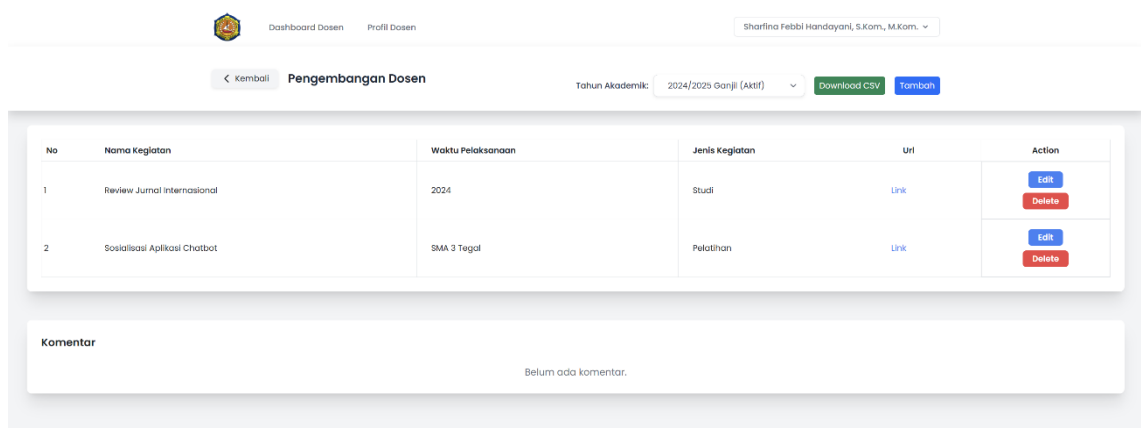 Dashboard Dosen Profil Dosen Sharfina Febbi Handayani, S.Kom., M.Kom.
Kembali Pengembangan Dosen Tahun Akademik: 2024/2025 Ganjil (Aktif) Download CSV Tambah
No Nama Kegiatan Waktu Pelaksanaan Jenis Kegiatan Url Action
1 Review Jurnal Internasional 2024 Studi Link Edit
Delete
2 Sosialisasi Aplikasi Chatbot SMA 3 Tegal Pelatihan Link Edit
Delete
Komentar
Belum ada komentar.